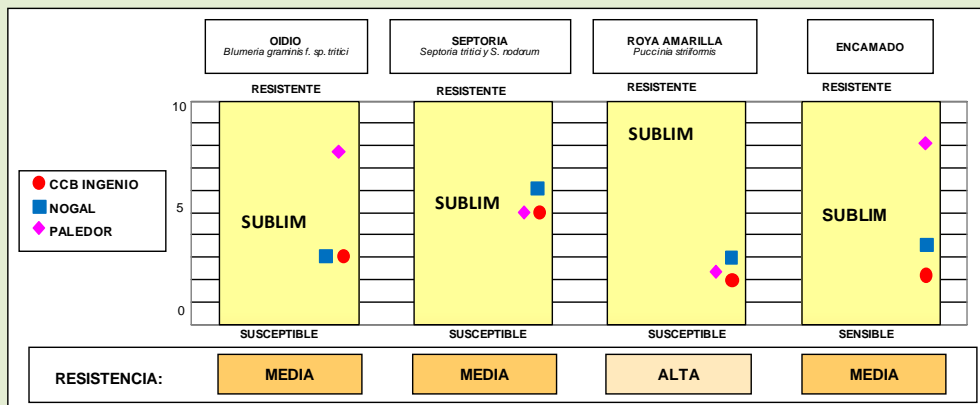 OIDIO
Blumeria graminis f. sp. tritici
SEPTORIA
Septoria tritici y S. nodorum
ROYA AMARILLA
Puccinia striiformis
ENCAMADO
RESISTENTE
RESISTENTE
RESISTENTE
RESISTENTE
10
5
0
CCB INGENIO
NOGAL
PALEDOR
SUBLIM
SUBLIM
SUBLIM
SUBLIM
SUSCEPTIBLE
SUSCEPTIBLE
SUSCEPTIBLE
SENSIBLE
RESISTENCIA:
MEDIA
MEDIA
ALTA
MEDIA